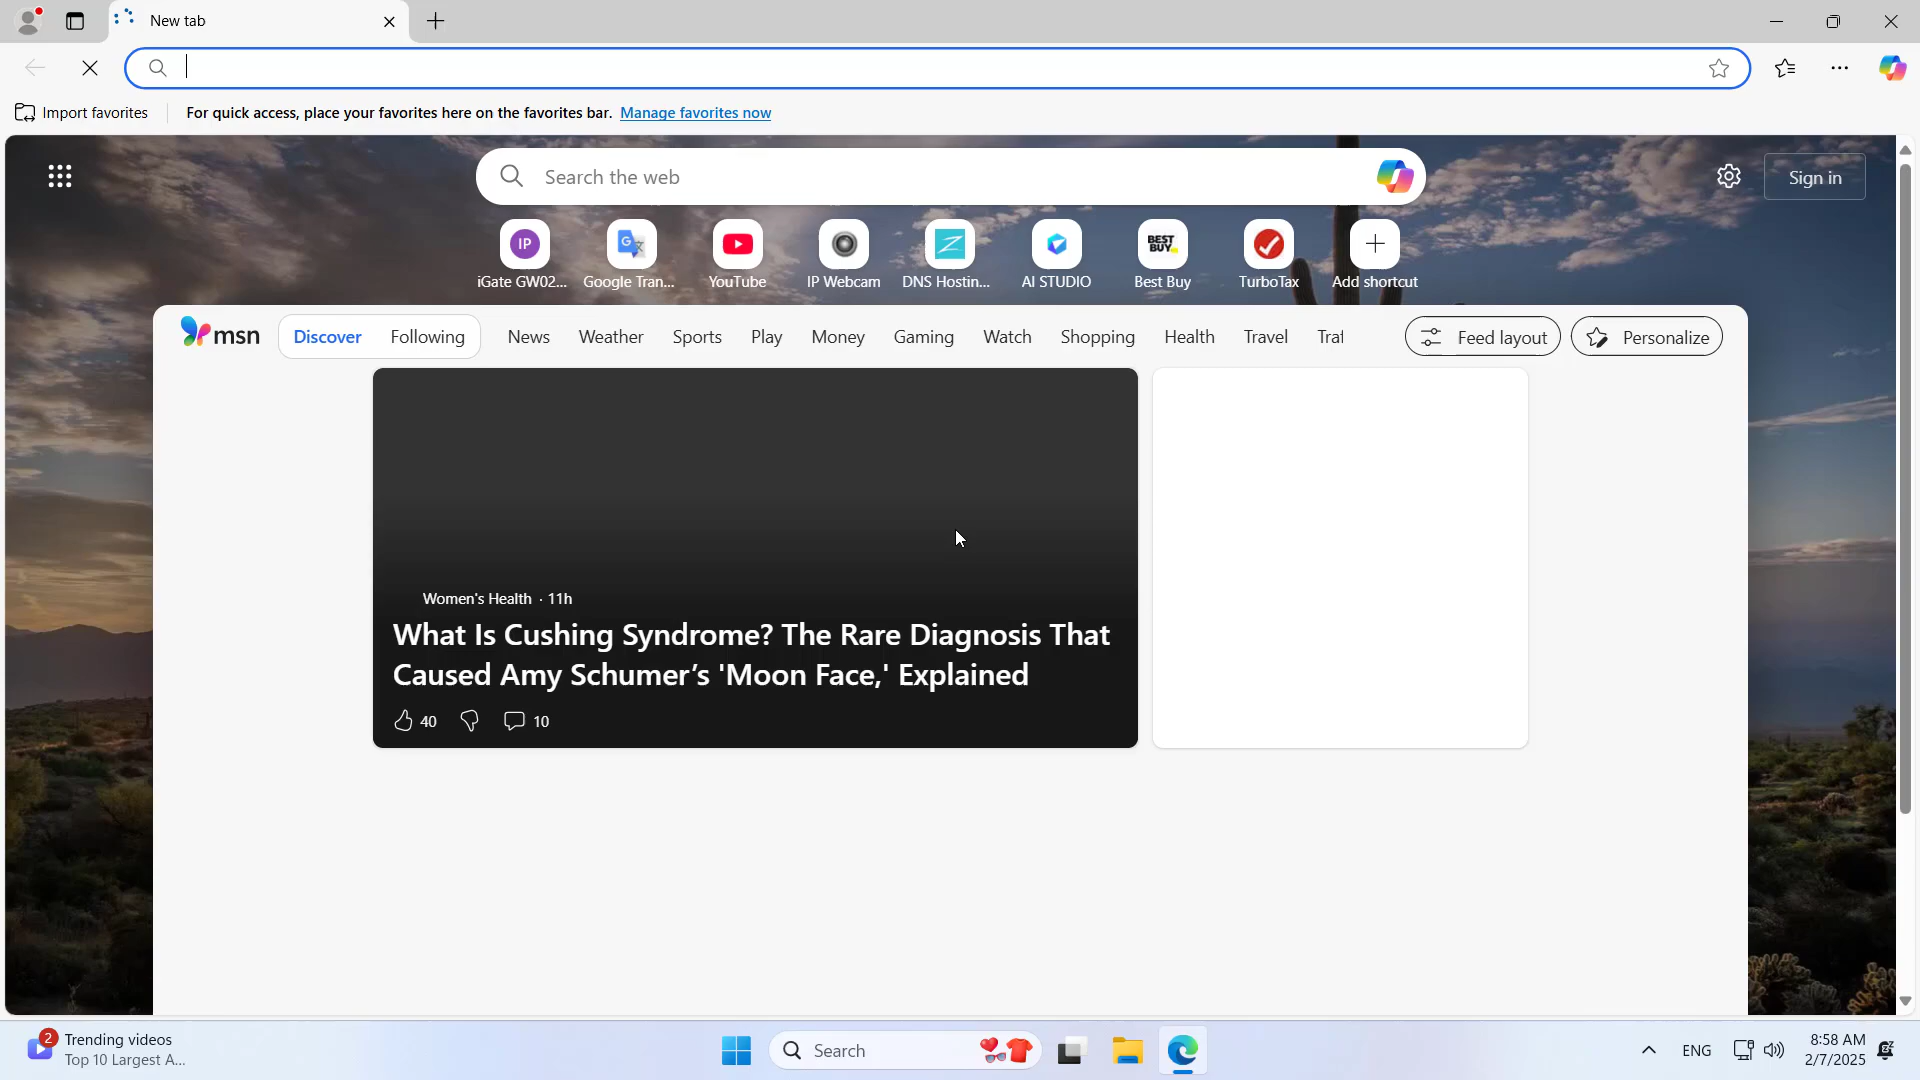 New tab
Import favorites
For quick access, place your favorites here on the favorites bar. Manage favorites now
Search the web
Sign in
IP
BEST BUY
iGate GW02...
Google Tran...
YouTube
IP Webcam
DNS Hostin...
AI STUDIO
Best Buy
TurboTax
Add shortcut
msn
Discover
Following
News
Weather
Sports
Play
Money
Gaming
Watch
Shopping
Health
Travel
Traf
Feed layout
Personalize
Women's Health · 11h
What Is Cushing Syndrome? The Rare Diagnosis That
Caused Amy Schumer’s 'Moon Face,' Explained
40
10
2
Trending videos
Top 10 Largest A...
Search
ENG
8:58 AM
2/7/2025